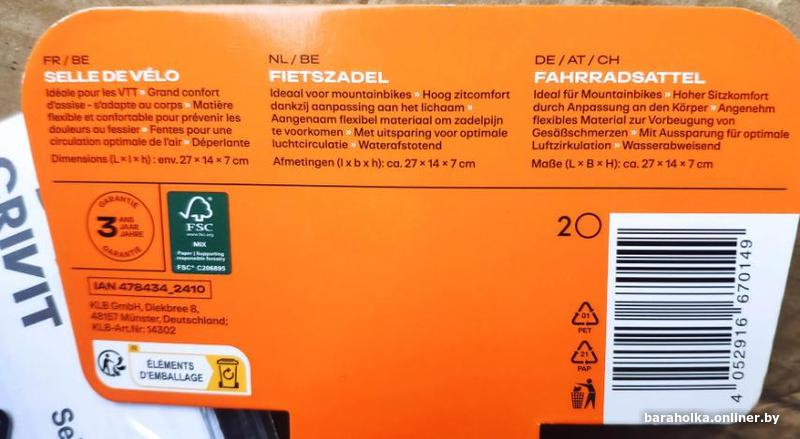 FR / BE
SELLE DE VÉLO
Idéale pour les VTT » Grand confort
d'assise - s'adapte au corps » Matière
flexible et confortable pour prévenir les
douleurs au fessier » Fentes pour une
circulation optimale de l'air » Déperlante
Dimensions (L × l × h) : env. 27 × 14 × 7 cm
NL / BE
FIETSZADEL
Ideaal voor mountainbikes » Hoog zitcomfort
dankzij aanpassing aan het lichaam »
Aangenaam flexibel materiaal om zadelpijn
te voorkomen » Met uitsparing voor optimale
luchtcirculatie » Waterafstotend
Afmetingen (l x b x h): ca. 27 × 14 × 7 cm
DE / AT / CH
FAHRRADSATTEL
Ideal für Mountainbikes » Hoher Sitzkomfort
durch Anpassung an den Körper » Angenehm
flexibles Material zur Vorbeugung von
Gesäßschmerzen » Mit Aussparung für optimale
Luftzirkulation » Wasserabweisend
Maße (L × B × H): ca. 27 × 14 × 7 cm
GARANTIE
3 ANS
JAAR
JAHRE
GARANTIE
FSC
www.fsc.org
MIX
Paper | Supporting
responsible forestry
FSC® C206895
IAN 478434_2410
KLB GmbH, Diekbree 8,
48157 Münster, Deutschland;
KLB-Art.Nr: 14302
ÉLÉMENTS
D'EMBALLAGE
20
01
PET
21
PAP
4 052916 670149
CRIVIT
Se
baraholka.onliner.by